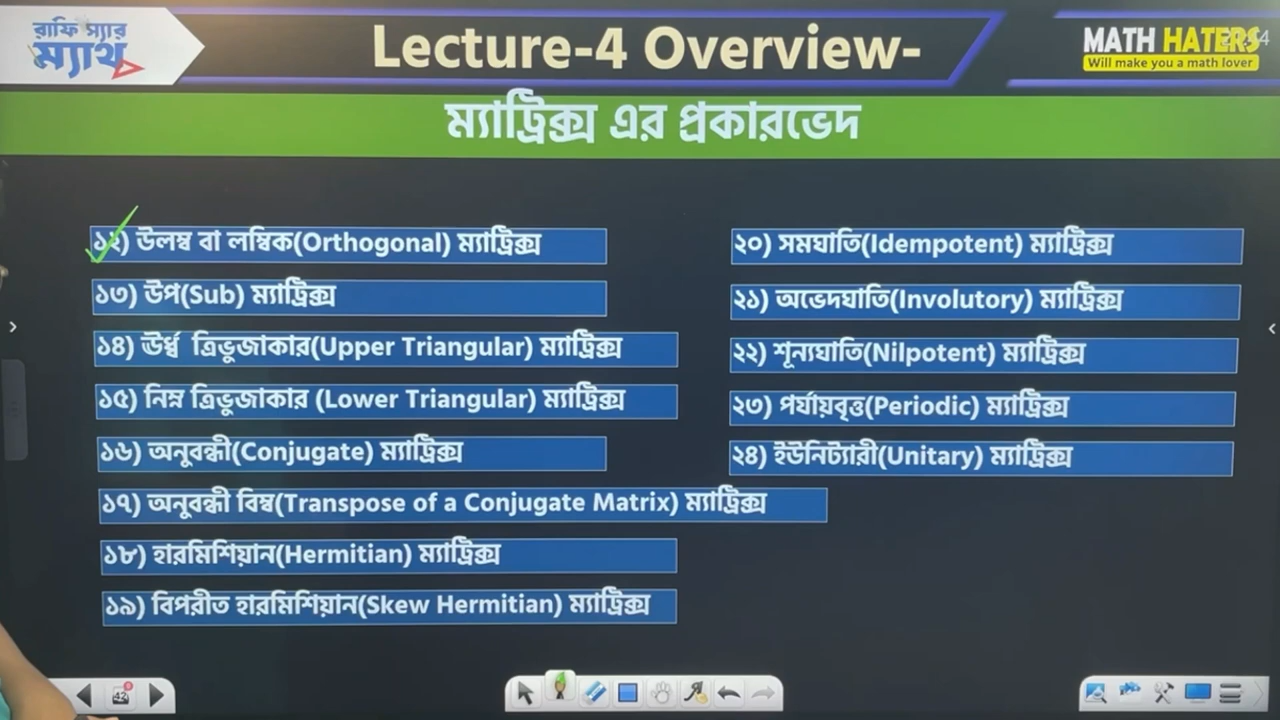 রাফি স্যার
ম্যাথ
Lecture-4 Overview-
MATH HATERS
Will make you a math lover
ম্যাট্রিক্স এর প্রকারভেদ
১২) উলম্ব বা লম্বিক(Orthogonal) ম্যাট্রিক্স
১৩) উপ(Sub) ম্যাট্রিক্স
১৪) ঊর্ধ্ব ত্রিভুজাকার(Upper Triangular) ম্যাট্রিক্স
১৫) নিম্ন ত্রিভুজাকার (Lower Triangular) ম্যাট্রিক্স
১৬) অনুবন্ধী(Conjugate) ম্যাট্রিক্স
১৭) অনুবন্ধী বিম্ব(Transpose of a Conjugate Matrix) ম্যাট্রিক্স
১৮) হারমিশিয়ান(Hermitian) ম্যাট্রিক্স
১৯) বিপরীত হারমিশিয়ান(Skew Hermitian) ম্যাট্রিক্স
২০) সমঘাতি(Idempotent) ম্যাট্রিক্স
২১) অভেদঘাতি(Involutory) ম্যাট্রিক্স
২২) শূন্যঘাতি(Nilpotent) ম্যাট্রিক্স
২৩) পর্যায়বৃত্ত(Periodic) ম্যাট্রিক্স
২৪) ইউনিট্যারী(Unitary) ম্যাট্রিক্স
42